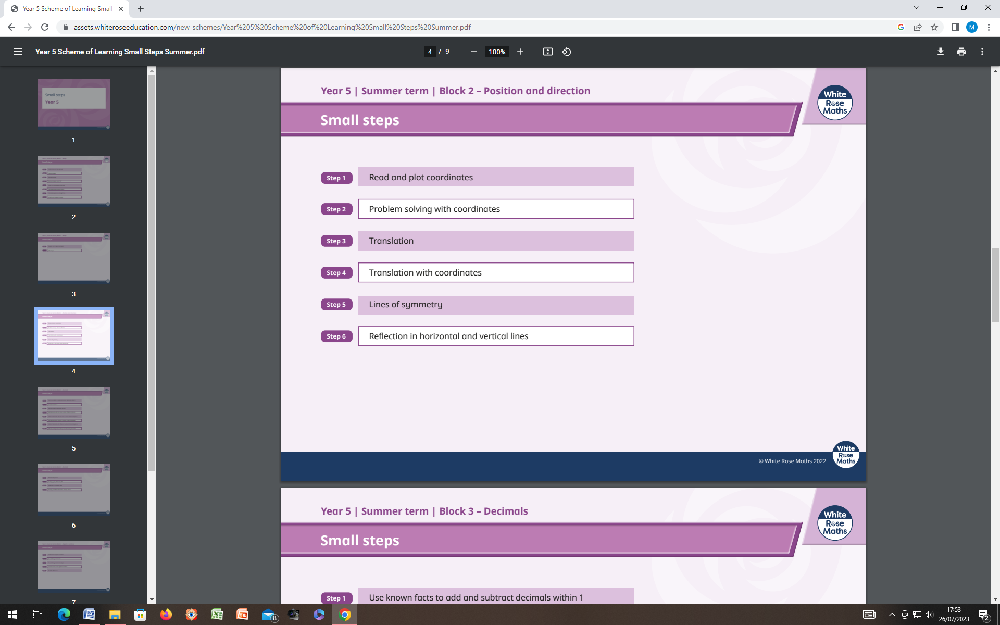 Year 5 Scheme of Learning Small
assets.whiteroseeducation.com/new-schemes/Year%205%20Scheme%20of%20Learning%20Small%20Steps%20Summer.pdf
M
Year 5 Scheme of Learning Small Steps Summer.pdf
4 / 9
100%
Small steps
Year 5
1
2
3
4
5
6
7
Year 5 | Summer term | Block 2 – Position and direction
White
Rose
Maths
Small steps
Step 1 Read and plot coordinates
Step 2 Problem solving with coordinates
Step 3 Translation
Step 4 Translation with coordinates
Step 5 Lines of symmetry
Step 6 Reflection in horizontal and vertical lines
© White Rose Maths 2022
White
Rose
Maths
Year 5 | Summer term | Block 3 – Decimals
White
Rose
Maths
Small steps
Step 1 Use known facts to add and subtract decimals within 1
8
17:53
26/07/2023
2